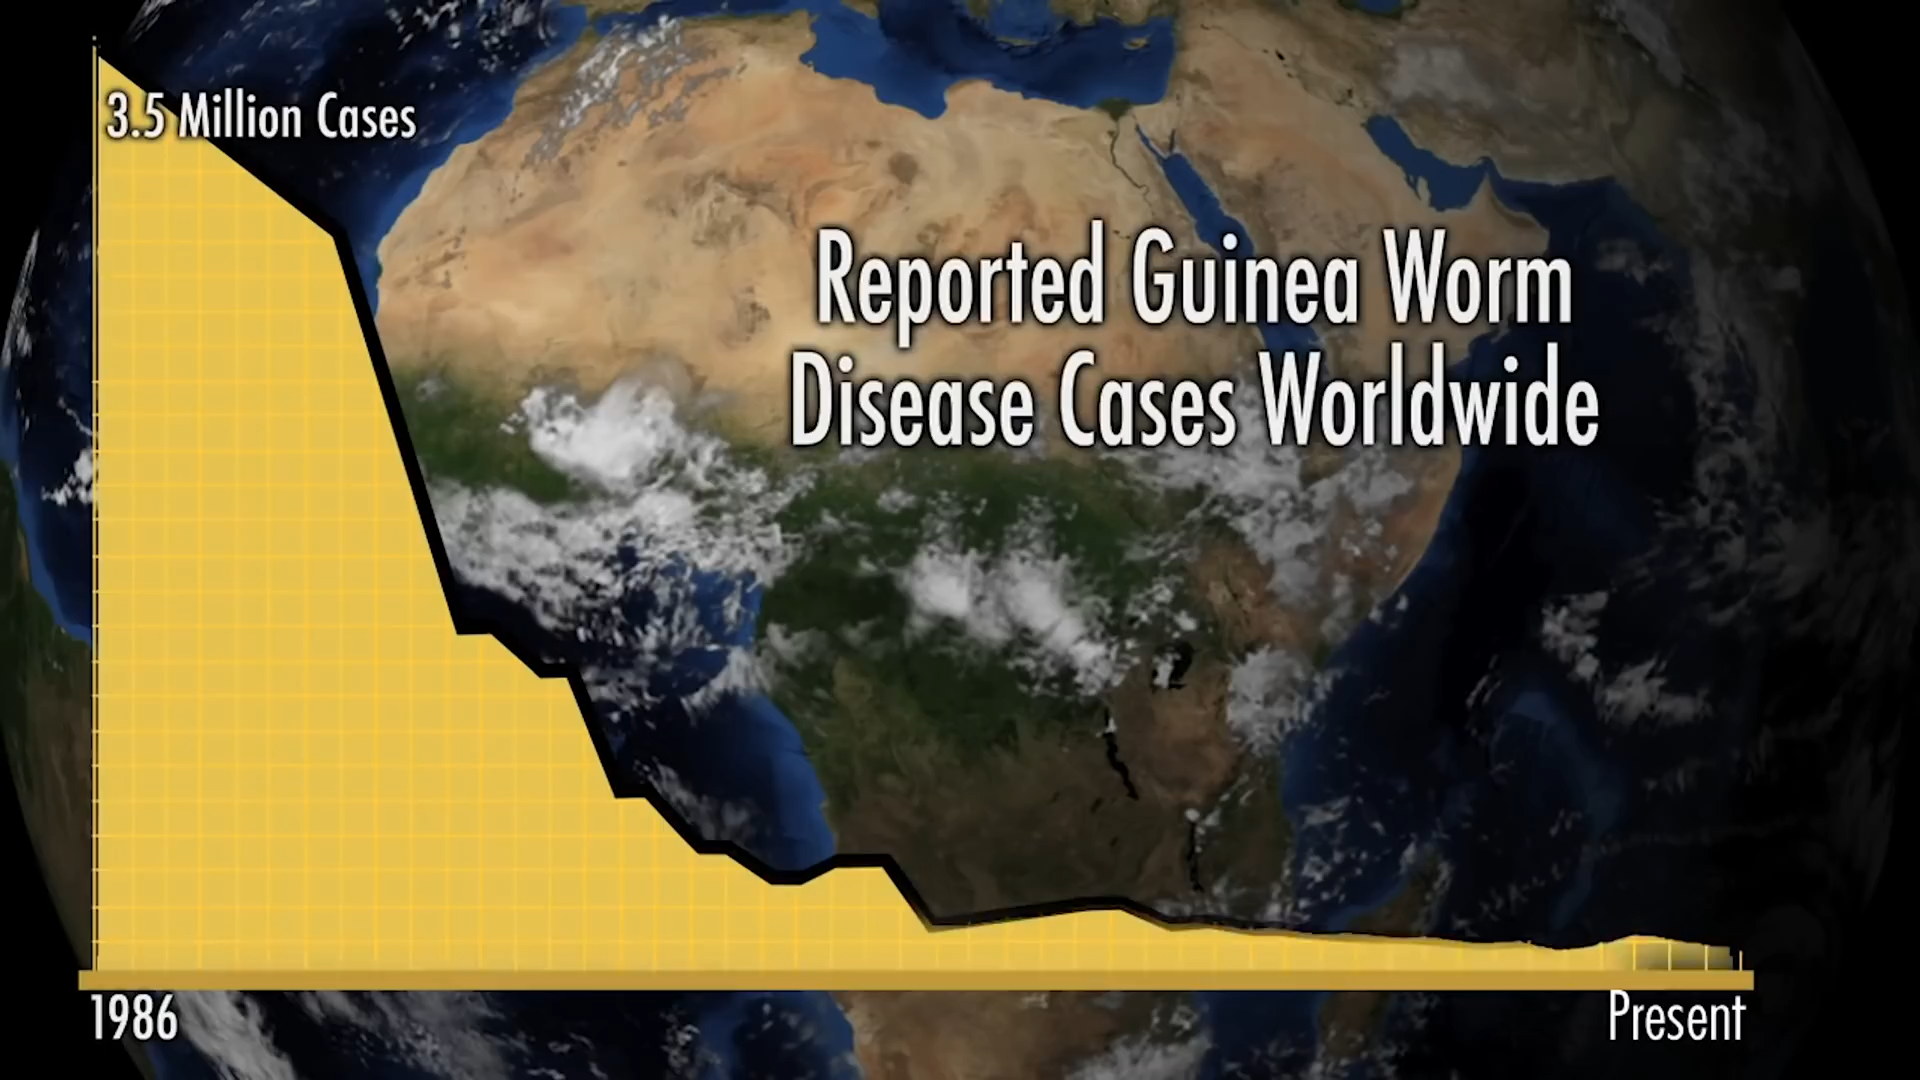 3.5 Million Cases
Reported Guinea Worm
Disease Cases Worldwide
1986
Present